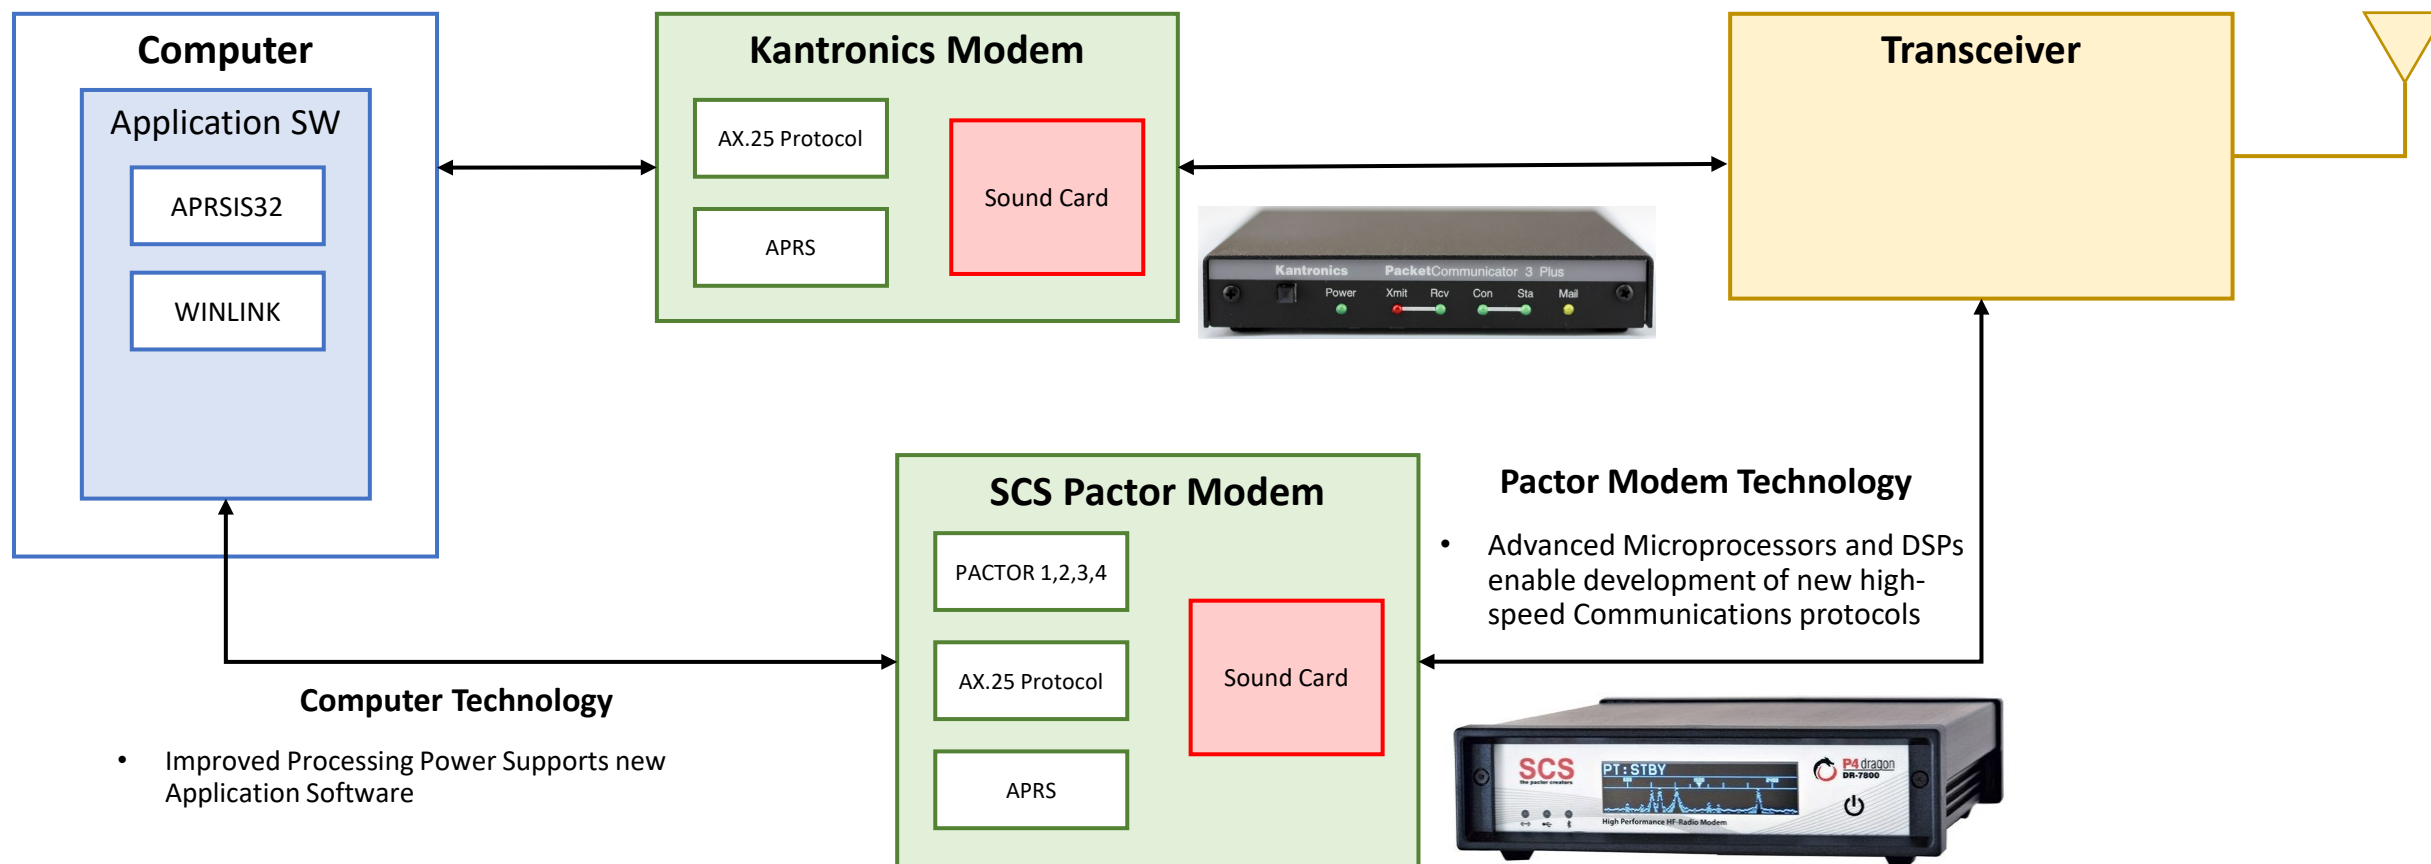 Computer
Application SW
APRSIS32
WINLINK
Kantronics Modem
AX.25 Protocol
APRS
Sound Card
Transceiver
Kantronics PacketCommunicator 3 Plus
Power Xmit Rcv Con Sta Mail
SCS Pactor Modem
PACTOR 1,2,3,4
AX.25 Protocol
APRS
Sound Card
Pactor Modem Technology
• Advanced Microprocessors and DSPs
enable development of new high-
speed Communications protocols
Computer Technology
• Improved Processing Power Supports new
Application Software
SCS
the pactor creators
PT:STBY
P4dragon
DR-7800
High Performance HF-Radio Modem